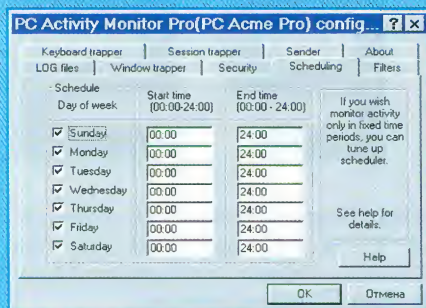 PC Activity Monitor Pro(PC Acme Pro) config...
Keyboard trapper Session trapper Sender About
LOG files Window trapper Security Scheduling Filters
Schedule
Day of week
Start time
(00:00-24:00)
End time
(00:00 - 24:00)
Sunday 00:00 24:00
Monday 00:00 24:00
Tuesday 00:00 24:00
Wednesday 00:00 24:00
Thursday 00:00 24:00
Friday 00:00 24:00
Saturday 00:00 24:00
If you wish
monitor activity
only in fixed time
periods, you can
tune up
scheduler.
See help for
details.
Help
OK Отмена